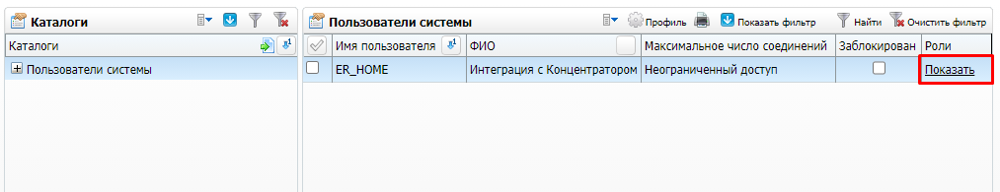 Каталоги
Пользователи системы Профиль Показать фильтр Найти Очистить фильтр
Каталоги
Имя пользователя ФИО Максимальное число соединений Заблокирован Роли
Пользователи системы
ER_HOME Интеграция с Концентратором Неограниченный доступ Показать